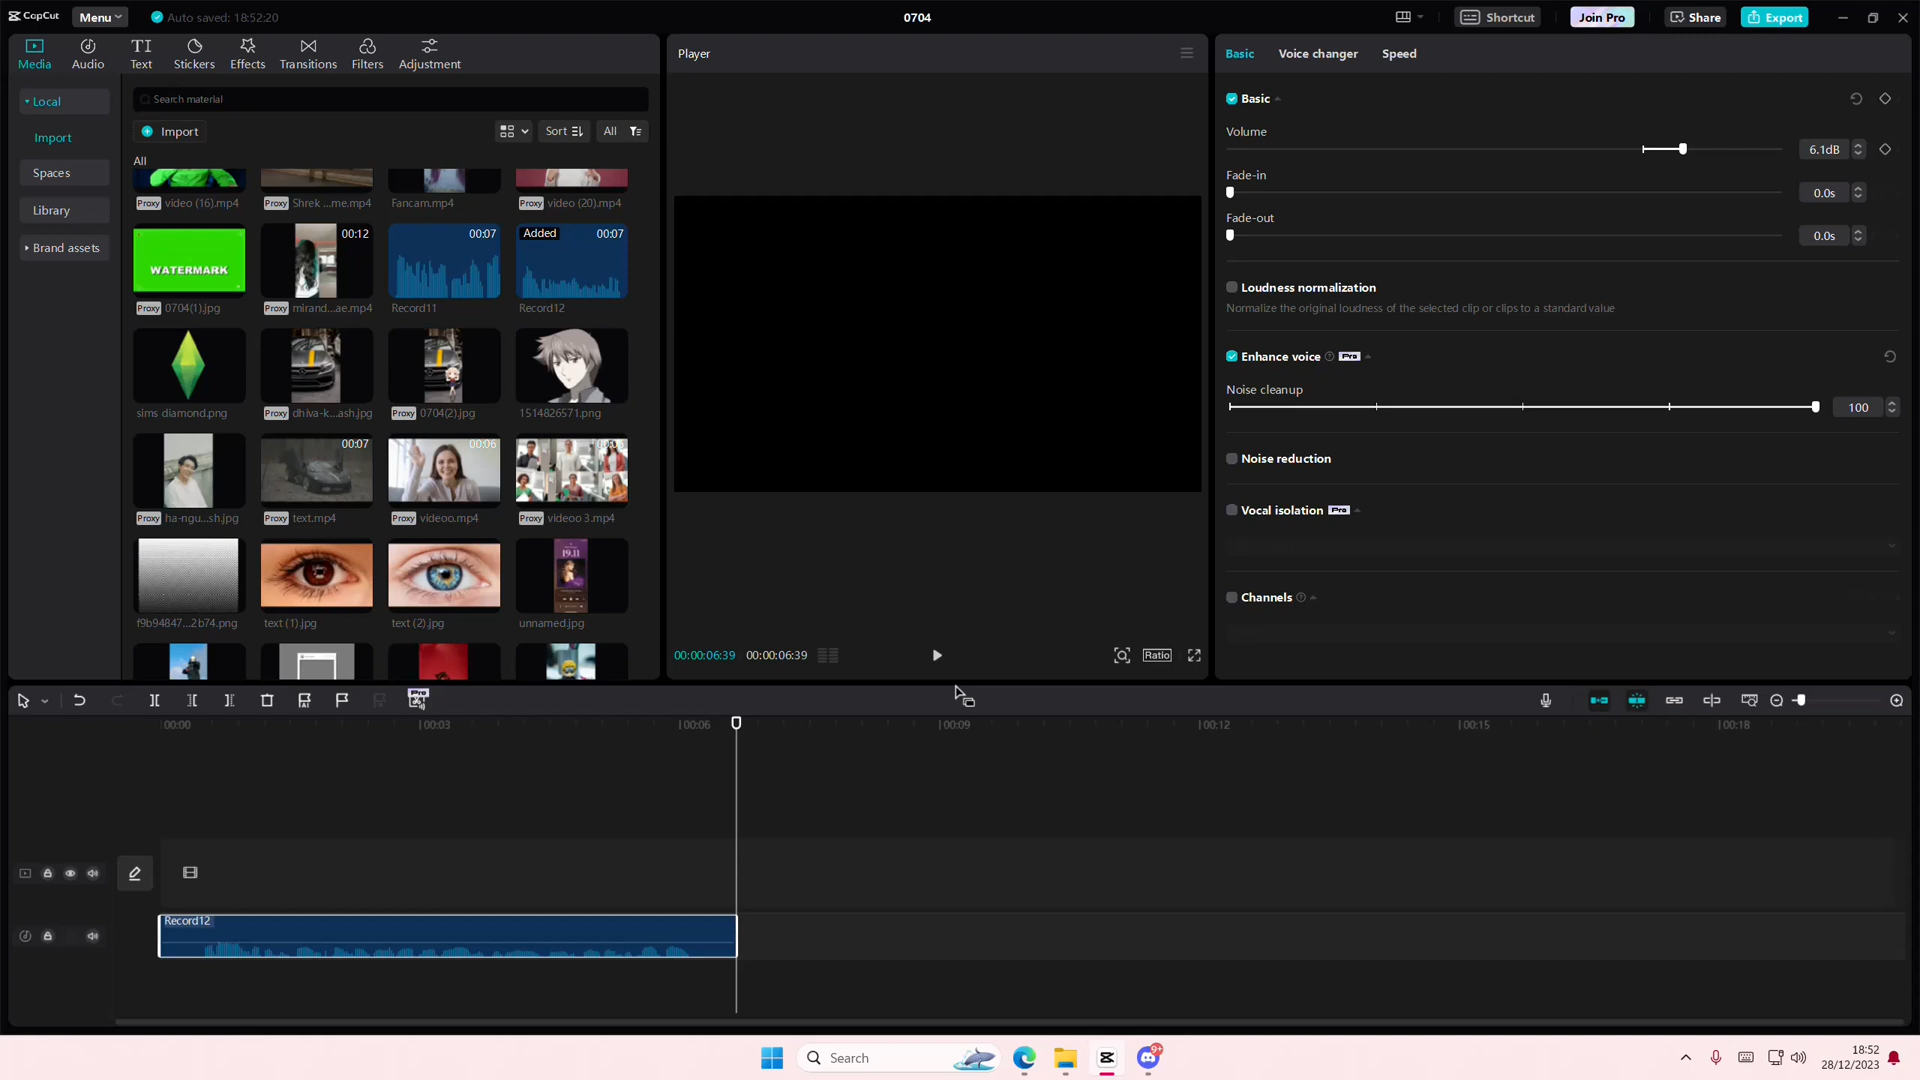 CapCut
Menu
Auto saved: 18:52:20
0704
Shortcut
Join Pro
Share
Export
Media
Audio
Text
Stickers
Effects
Transitions
Filters
Adjustment
Player
Basic
Voice changer
Speed
Local
Import
Spaces
Library
Brand assets
Search material
Import
Sort
All
All
Proxy video (16).mp4
Proxy Shrek ...me.mp4
Fancam.mp4
Proxy video (20).mp4
WATERMARK
00:12
00:07
Added 00:07
Proxy 0704(1).jpg
Proxy mirand...ae.mp4
Record11
Record12
sims diamond.png
Proxy dhiva-k...ash.jpg
Proxy 0704(2).jpg
1514826571.png
00:07
00:06
Proxy ha-ngu...sh.jpg
Proxy text.mp4
Proxy videoo.mp4
Proxy videoo 3.mp4
19.11
f9b94847...2b74.png
text (1).jpg
text (2).jpg
unnamed.jpg
00:00:06:39 00:00:06:39
Ratio
Basic
Volume
6.1dB
Fade-in
0.0s
Fade-out
0.0s
Loudness normalization
Normalize the original loudness of the selected clip or clips to a standard value
Enhance voice Pro
Noise cleanup
100
Noise reduction
Vocal isolation Pro
Channels
Pro
00:00
00:03
00:06
00:09
00:12
00:15
00:18
Record12
Search
9+
18:52
28/12/2023